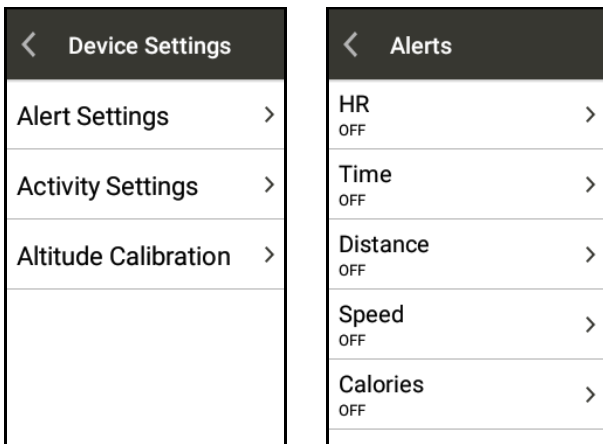 Device Settings
Alert Settings
Activity Settings
Altitude Calibration
Alerts
HR
OFF
Time
OFF
Distance
OFF
Speed
OFF
Calories
OFF